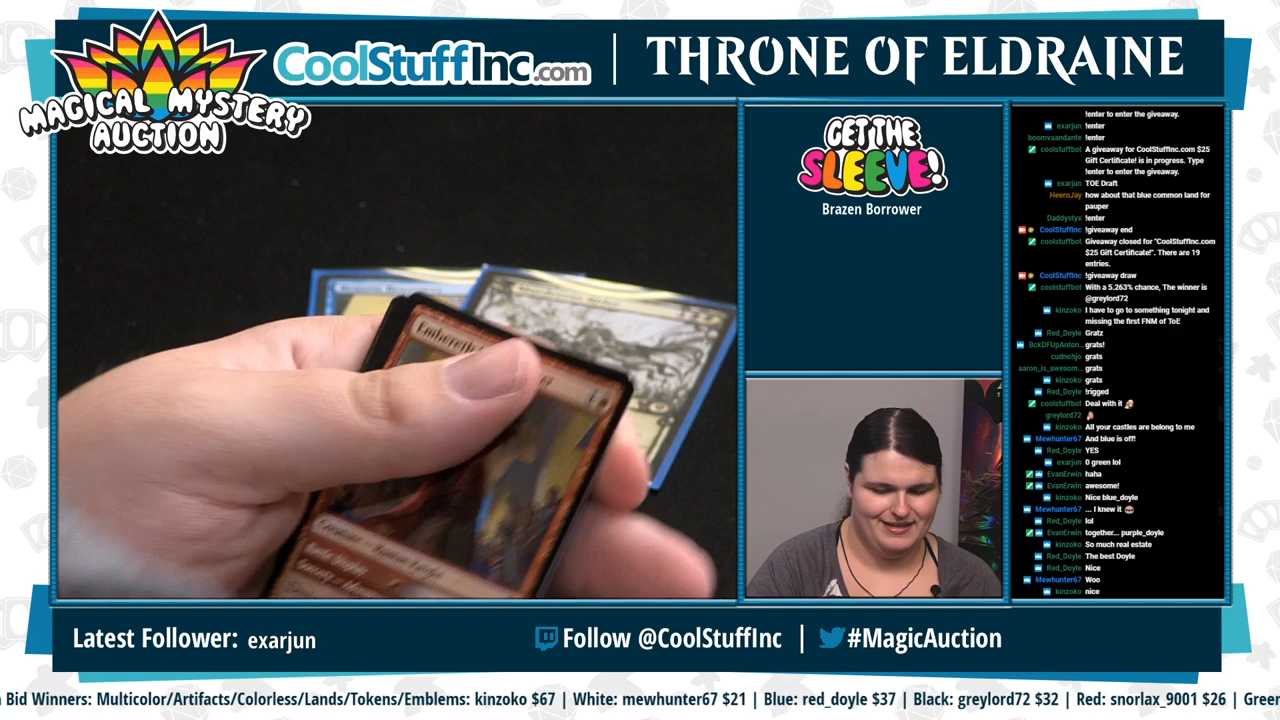 MAGICAL MYSTERY
AUCTION
CoolStuffInc.com
THRONE OF ELDRAINE
GET THE
SLEEVE!
Brazen Borrower
!enter to enter the giveaway.
exarjun !enter
boomvaandante !enter
coolstuffbot A giveaway for CoolStuffInc.com $25
Gift Certificate! is in progress. Type
!enter to enter the giveaway.
exarjun TOE Draft
HeeroJay how about that blue common land for
pauper
Daddystyx !enter
CoolStuffInc !giveaway end
coolstuffbot Giveaway closed for "CoolStuffInc.com
$25 Gift Certificate!". There are 19
entries.
CoolStuffInc !giveaway draw
coolstuffbot With a 5.263% chance, The winner is
@greylord72
kinzoko I have to go to something tonight and
missing the first FNM of ToE
Red_Doyle Gratz
BckDFUpAnton... grats!
cudnohjo grats
aaron_is_awesom... grats
kinzoko grats
Red_Doyle !rigged
coolstuffbot Deal with it
greylord72
kinzoko All your castles are belong to me
Mewhunter67 And blue is off!
Red_Doyle YES
exarjun 0 green lol
EvanErwin haha
EvanErwin awesome!
kinzoko Nice blue_doyle
Mewhunter67 ... I knew it
Red_Doyle lol
EvanErwin together... purple_doyle
kinzoko So much real estate
Red_Doyle The best Doyle
Red_Doyle Nice
Mewhunter67 Woo
kinzoko nice
Latest Follower: exarjun
Follow @CoolStuffInc | #MagicAuction
Bid Winners: Multicolor/Artifacts/Colorless/Lands/Tokens/Emblems: kinzoko $67 | White: mewhunter67 $21 | Blue: red_doyle $37 | Black: greylord72 $32 | Red: snorlax_9001 $26 | Gree